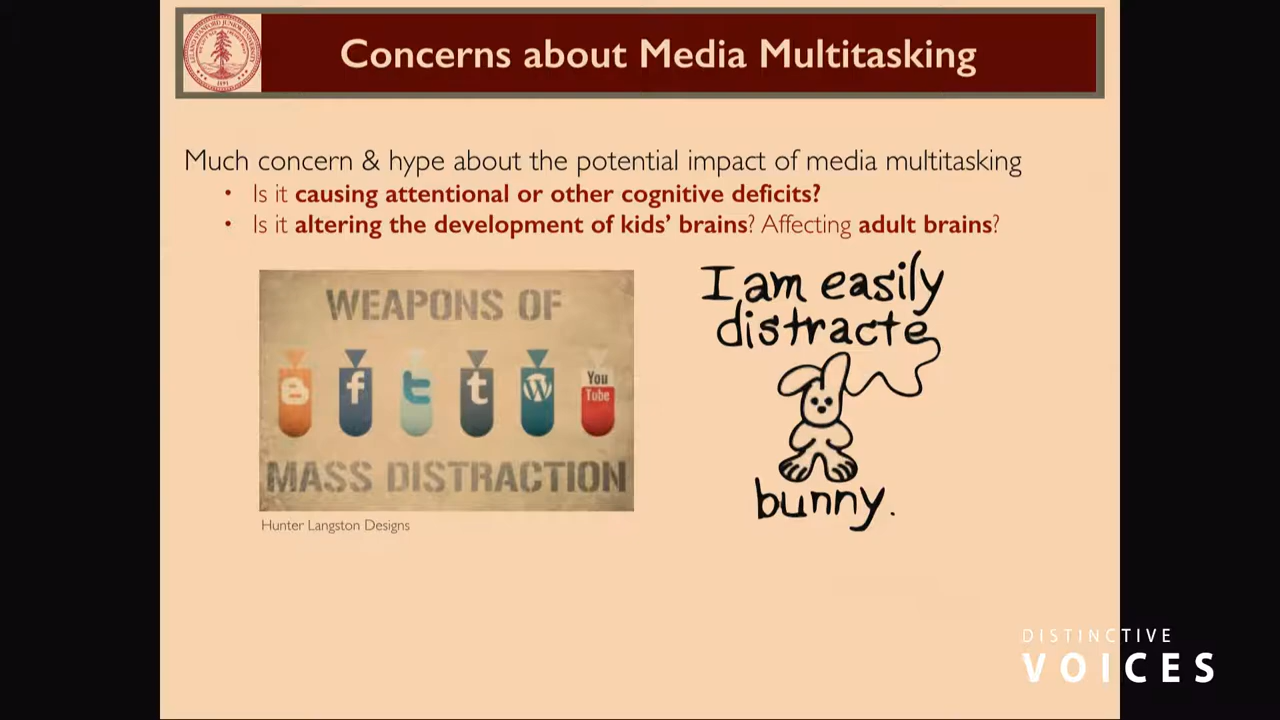 Concerns about Media Multitasking
Much concern & hype about the potential impact of media multitasking
• Is it causing attentional or other cognitive deficits?
• Is it altering the development of kids' brains? Affecting adult brains?
WEAPONS OF
f
t
t
W
You
Tube
MASS DISTRACTION
Hunter Langston Designs
I am easily
distracte
bunny.
DISTINCTIVE
VOICES